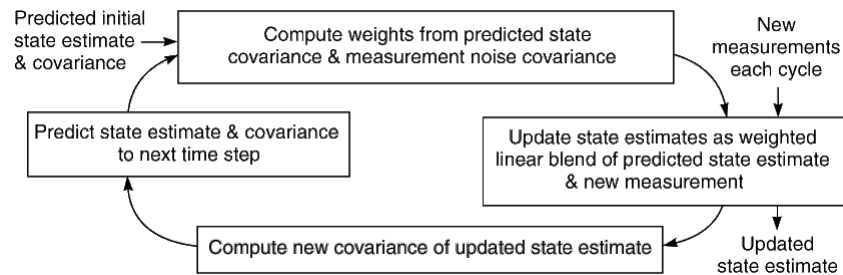 Predicted initial
state estimate
& covariance
Compute weights from predicted state
covariance & measurement noise covariance
New
measurements
each cycle
Predict state estimate & covariance
to next time step
Update state estimates as weighted
linear blend of predicted state estimate
& new measurement
Compute new covariance of updated state estimate
Updated
state estimate